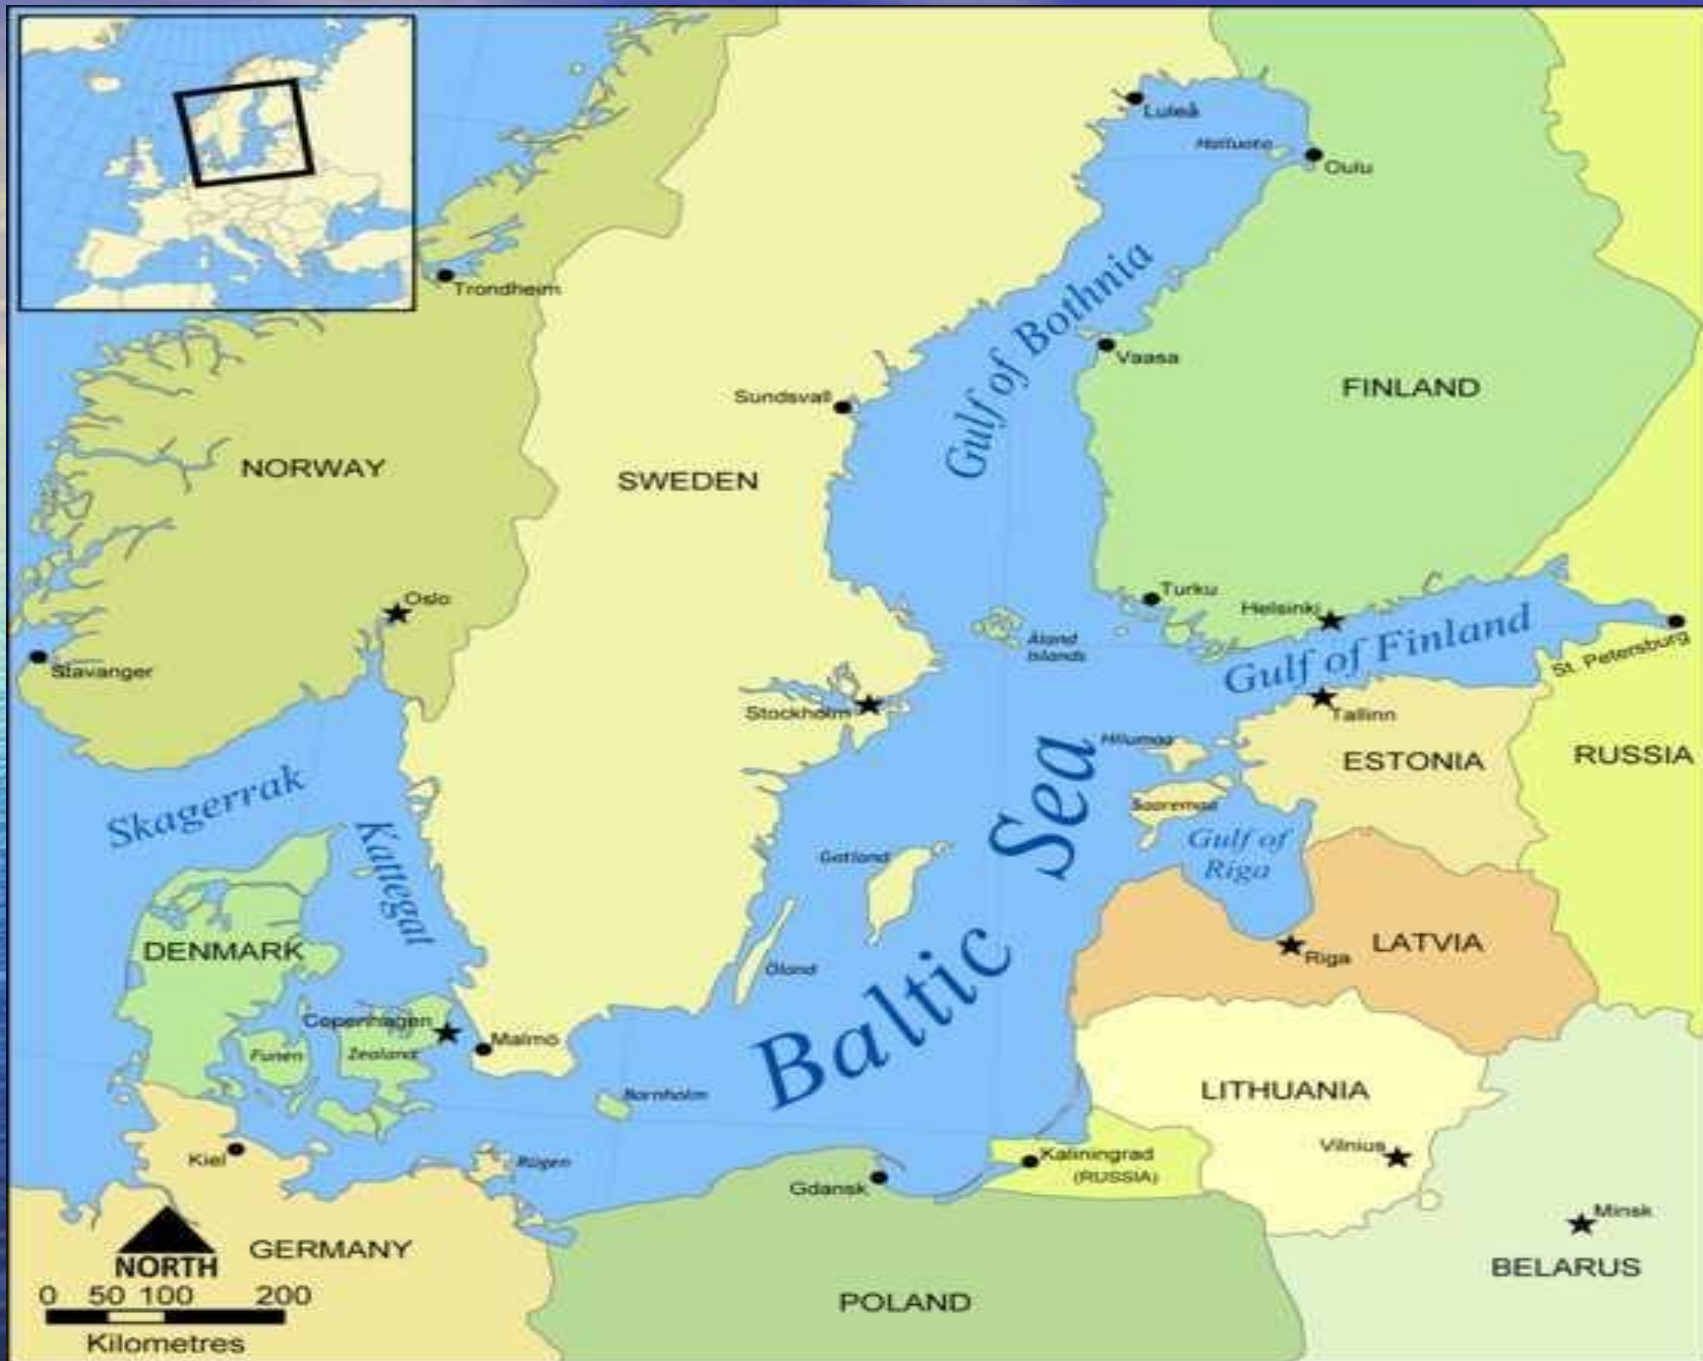 Luleå
Hailuoto
Oulu
Trondheim
Gulf of Bothnia
Vaasa
FINLAND
Sundsvall
NORWAY
SWEDEN
Oslo
Turku
Helsinki
Åland
Islands
Gulf of Finland
St. Petersburg
Stavanger
Stockholm
Tallinn
Hiiumaa
ESTONIA
RUSSIA
Skagerrak
Kattegat
Saaremaa
Gulf of
Riga
Gotland
Baltic Sea
DENMARK
Öland
Riga
LATVIA
Copenhagen
Malmö
Funen
Zealand
Bornholm
LITHUANIA
Vilnius
Kiel
Rügen
Gdansk
Kaliningrad
(RUSSIA)
Minsk
BELARUS
NORTH
GERMANY
POLAND
0 50 100 200
Kilometres